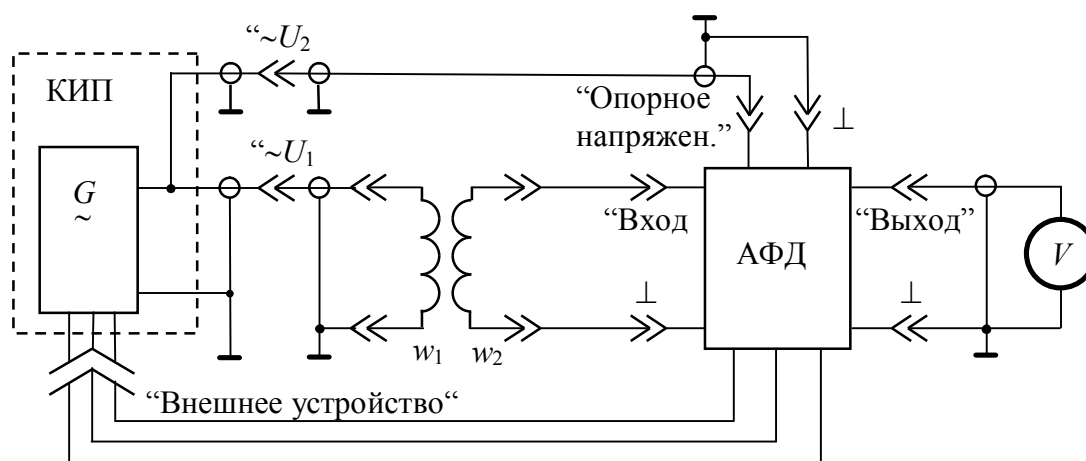 “~U₂”
КИП
“Опорное
напряжен.”
⊥
“~U₁”
G
~
“Вход
“Выход”
АФД
V
⊥
⊥
w₁ w₂
“Внешнее устройство“